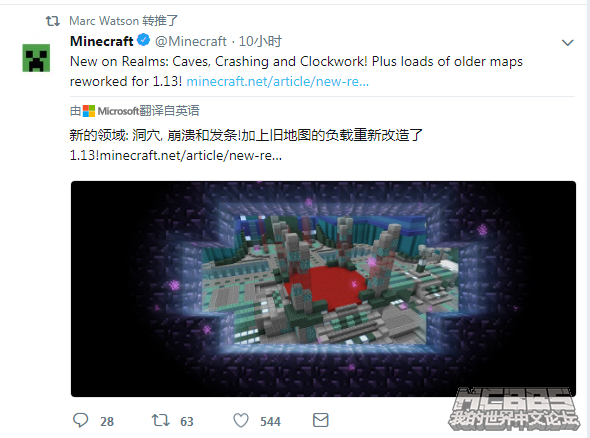 Marc Watson 转推了
Minecraft @Minecraft · 10小时
New on Realms: Caves, Crashing and Clockwork! Plus loads of older maps
reworked for 1.13! minecraft.net/article/new-re...
由 Microsoft 翻译自英语
新的领域: 洞穴, 崩溃和发条!加上旧地图的负载重新改造了
1.13!minecraft.net/article/new-re...
28 63 544
MCBBS
我的世界中文论坛